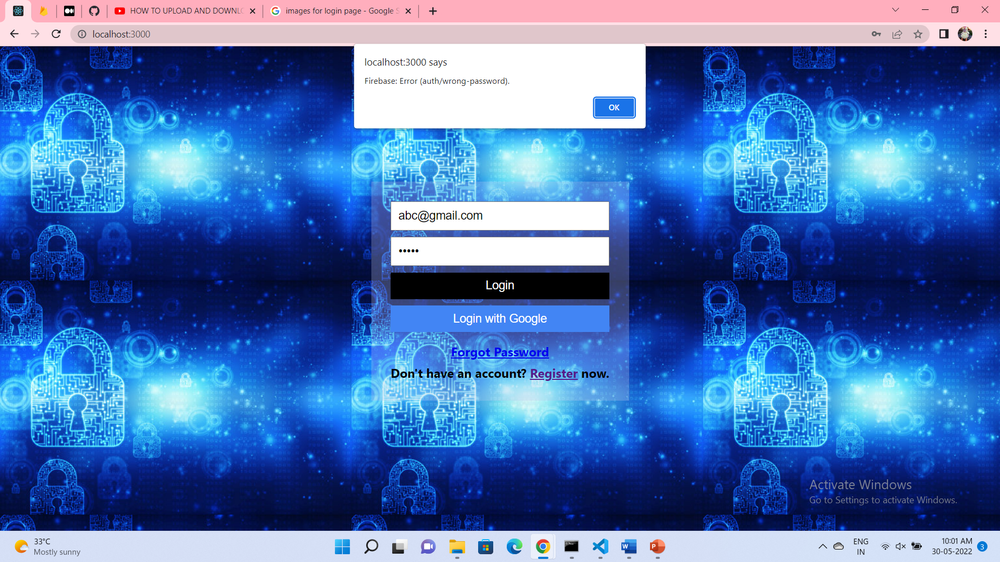 HOW TO UPLOAD AND DOWNLO
images for login page - Google S
localhost:3000
localhost:3000 says
Firebase: Error (auth/wrong-password).
OK
abc@gmail.com
•••••
Login
Login with Google
Forgot Password
Don't have an account? Register now.
Activate Windows
Go to Settings to activate Windows.
33°C
Mostly sunny
ENG
IN
10:01 AM
30-05-2022
3